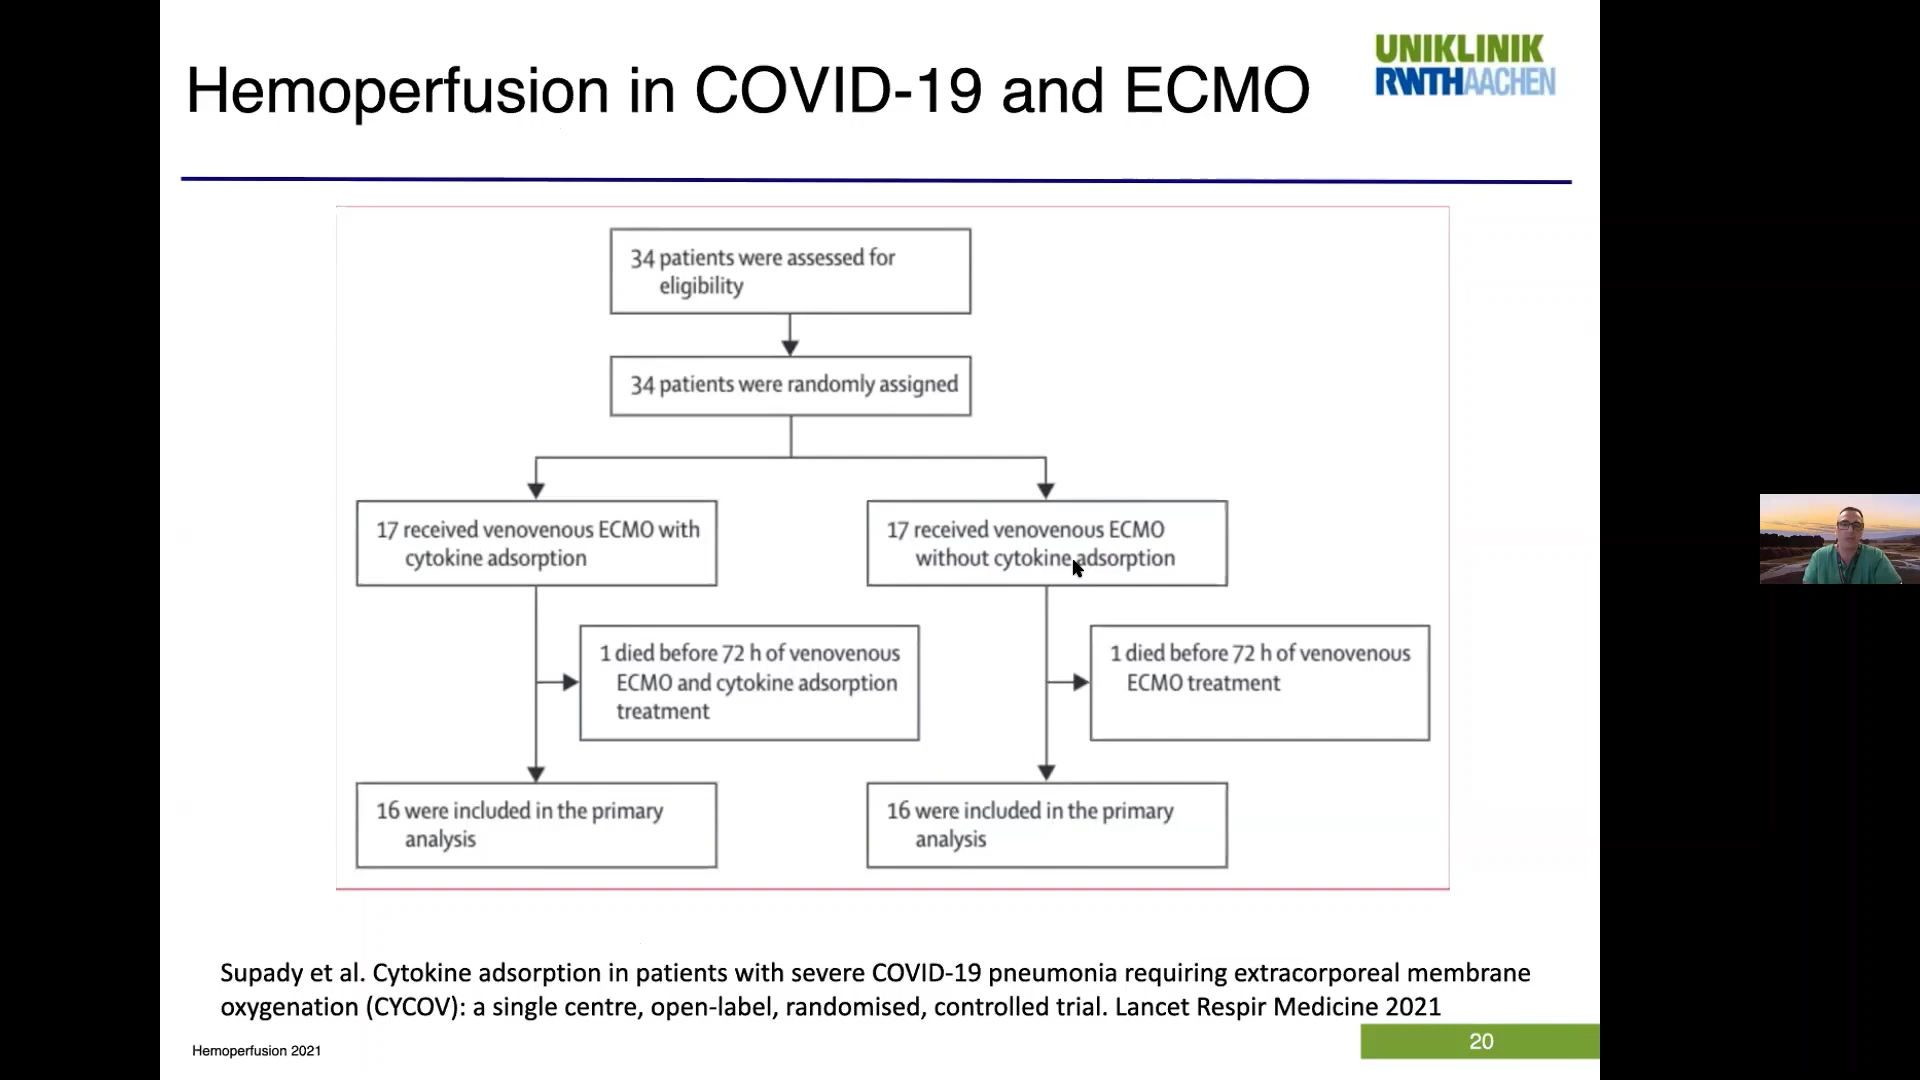 Hemoperfusion in COVID-19 and ECMO
UNIKLINIK
RWTHAACHEN
34 patients were assessed for
eligibility
34 patients were randomly assigned
17 received venovenous ECMO with
cytokine adsorption
17 received venovenous ECMO
without cytokine adsorption
1 died before 72 h of venovenous
ECMO and cytokine adsorption
treatment
1 died before 72 h of venovenous
ECMO treatment
16 were included in the primary
analysis
16 were included in the primary
analysis
Supady et al. Cytokine adsorption in patients with severe COVID-19 pneumonia requiring extracorporeal membrane
oxygenation (CYCOV): a single centre, open-label, randomised, controlled trial. Lancet Respir Medicine 2021
Hemoperfusion 2021
20